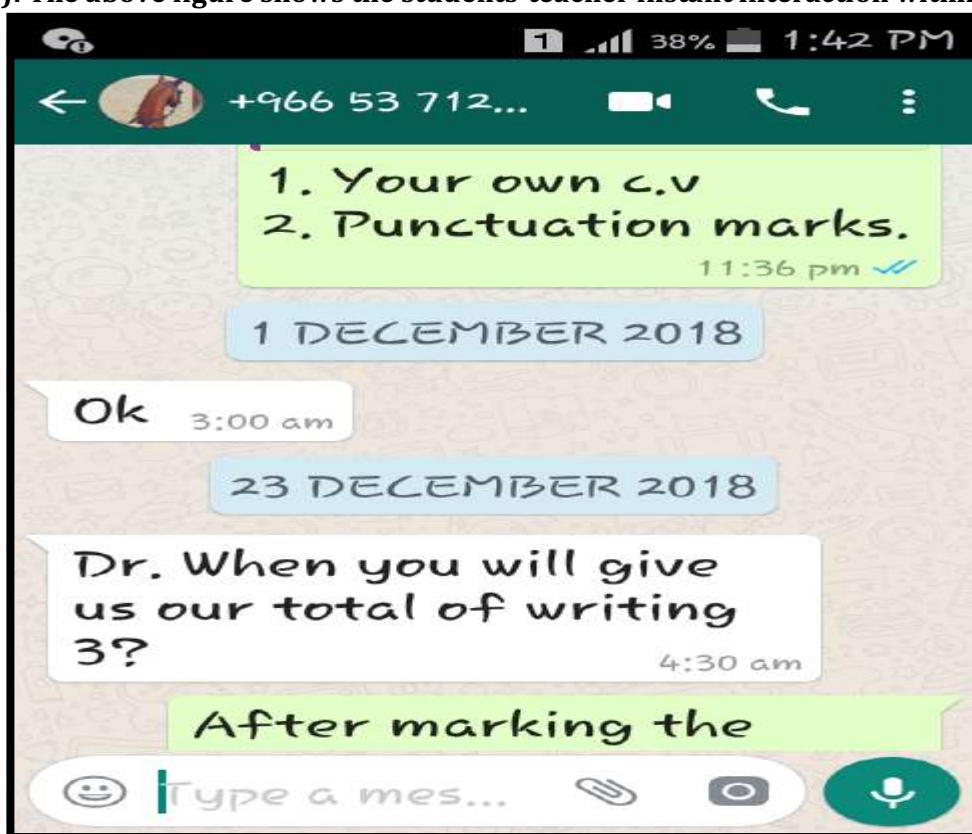 1 38% 1:42 PM
+966 53 712...
1. Your own c.v
2. Punctuation marks.
11:36 pm
1 DECEMBER 2018
Ok 3:00 am
23 DECEMBER 2018
Dr. When you will give
us our total of writing
3?
4:30 am
After marking the
Type a mes...